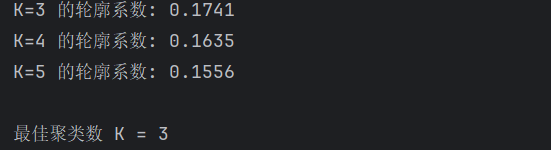 K=3 的轮廓系数: 0.1741
K=4 的轮廓系数: 0.1635
K=5 的轮廓系数: 0.1556
最佳聚类数 K = 3